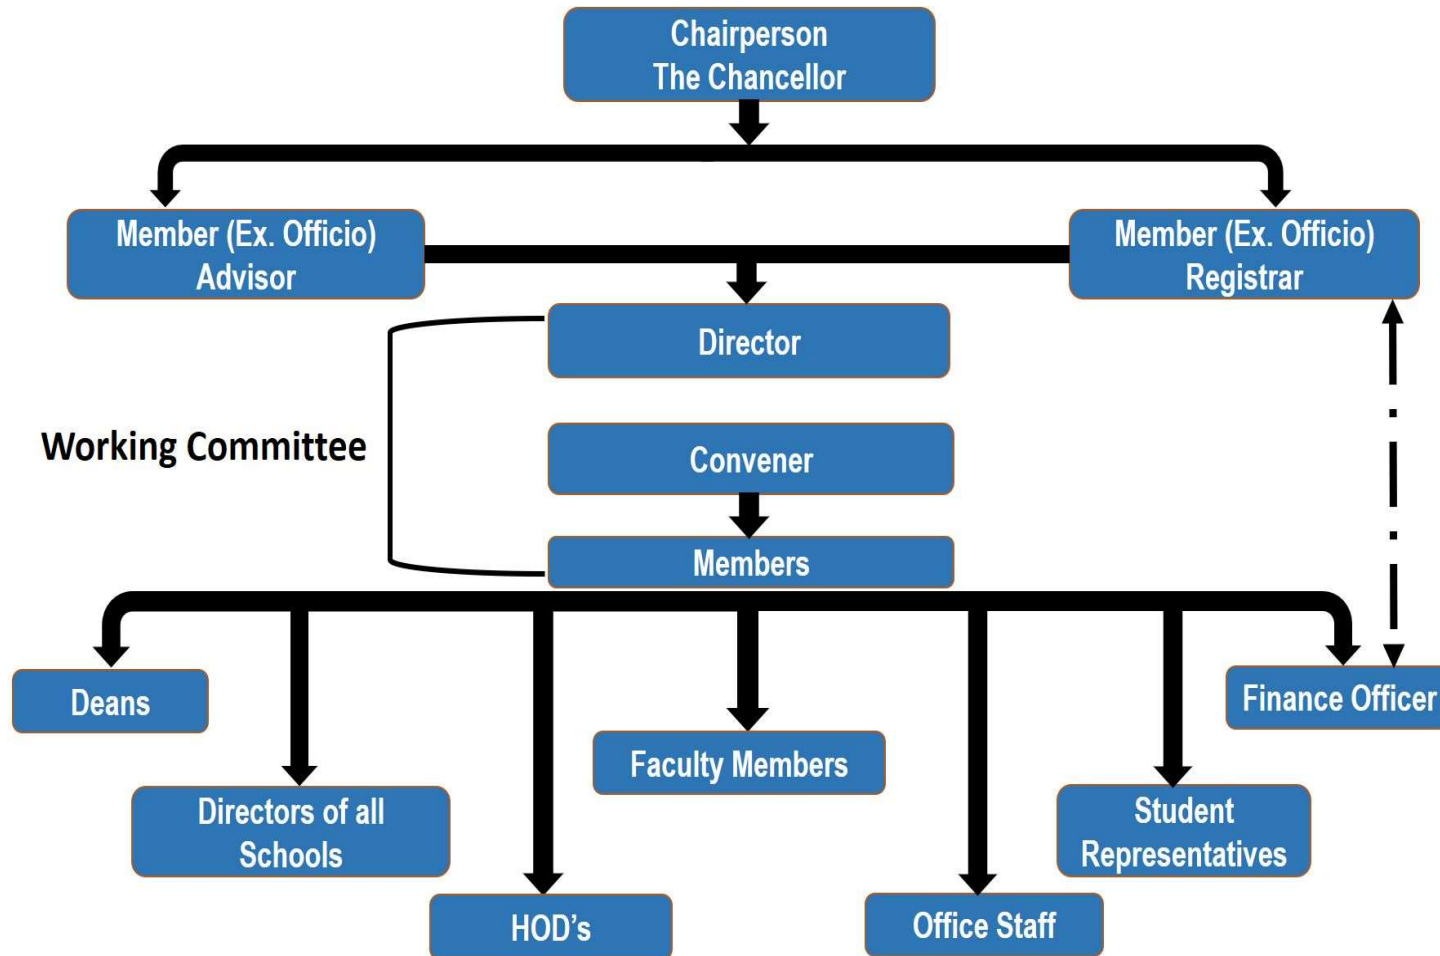 Chairperson
The Chancellor
Member (Ex. Officio)
Advisor
Member (Ex. Officio)
Registrar
Director
Working Committee
Convener
Members
Deans
Finance Officer
Faculty Members
Directors of all
Schools
Student
Representatives
HOD's
Office Staff